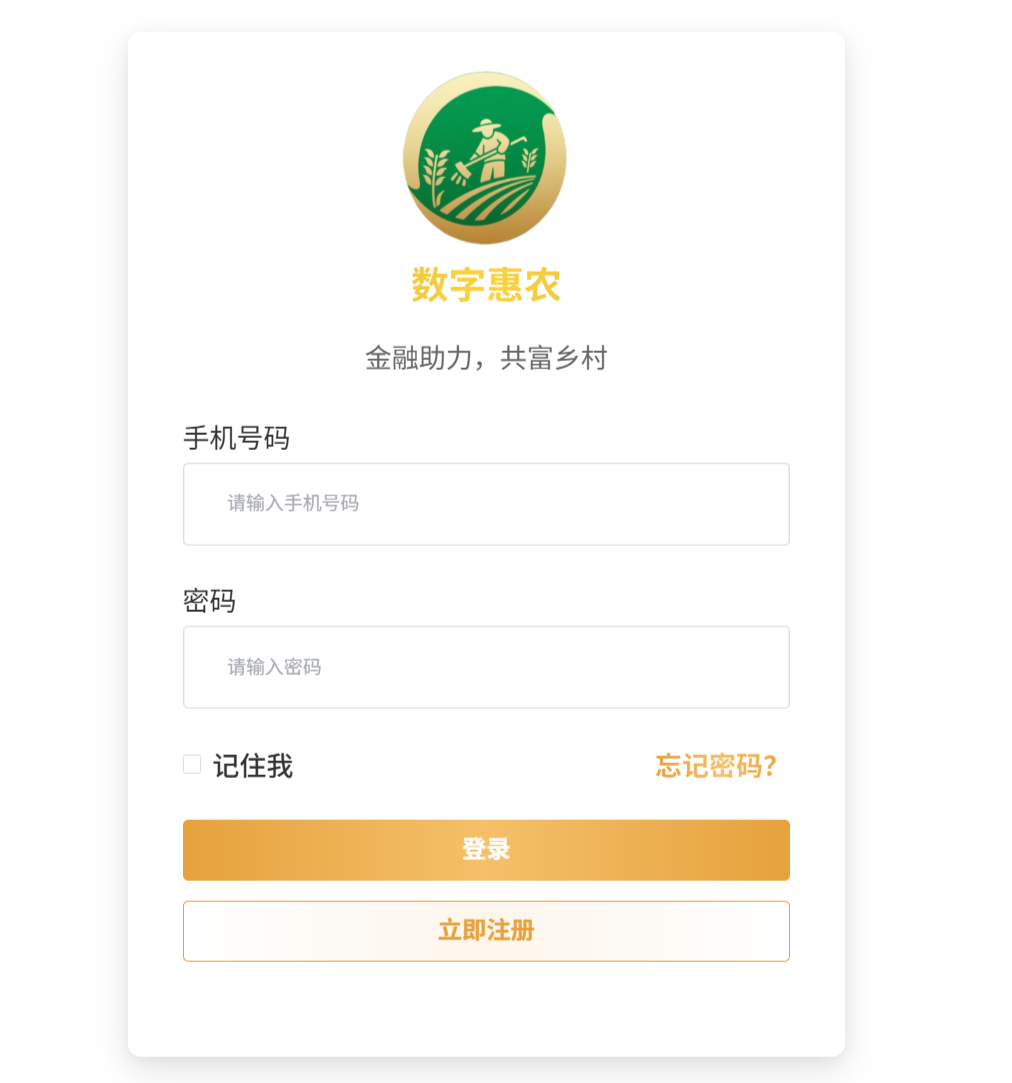 数字惠农
金融助力，共富乡村
手机号码
请输入手机号码
密码
请输入密码
记住我 忘记密码？
登录
立即注册